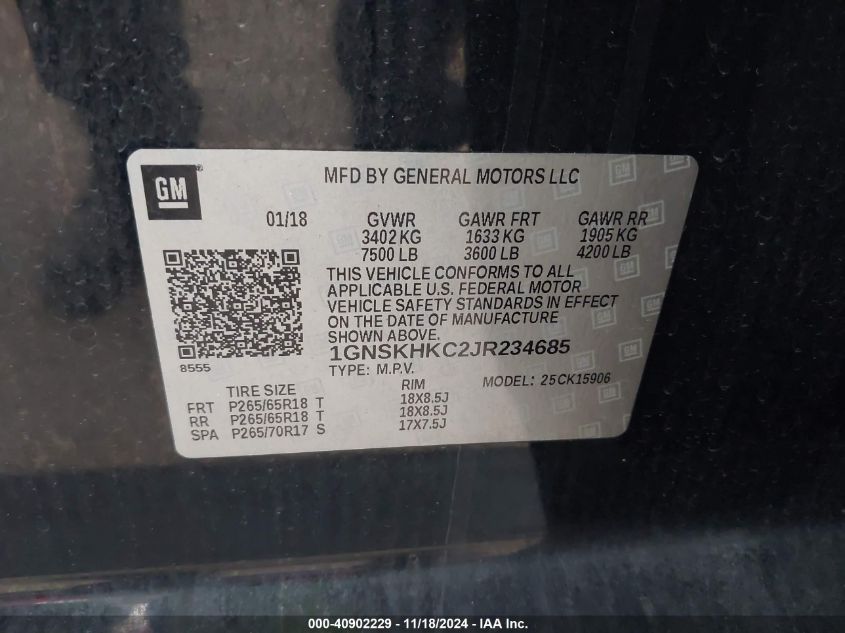 GM
MFD BY GENERAL MOTORS LLC
01/18 GVWR GAWR FRT GAWR RR
3402 KG 1633 KG 1905 KG
7500 LB 3600 LB 4200 LB
THIS VEHICLE CONFORMS TO ALL
APPLICABLE U.S. FEDERAL MOTOR
VEHICLE SAFETY STANDARDS IN EFFECT
ON THE DATE OF MANUFACTURE
SHOWN ABOVE.
8555
1GNSKHKC2JR234685
TYPE: M.P.V. MODEL: 25CK15906
TIRE SIZE RIM
FRT P265/65R18 T 18X8.5J
RR P265/65R18 T 18X8.5J
SPA P265/70R17 S 17X7.5J
000-40902229 - 11/18/2024 - IAA Inc.